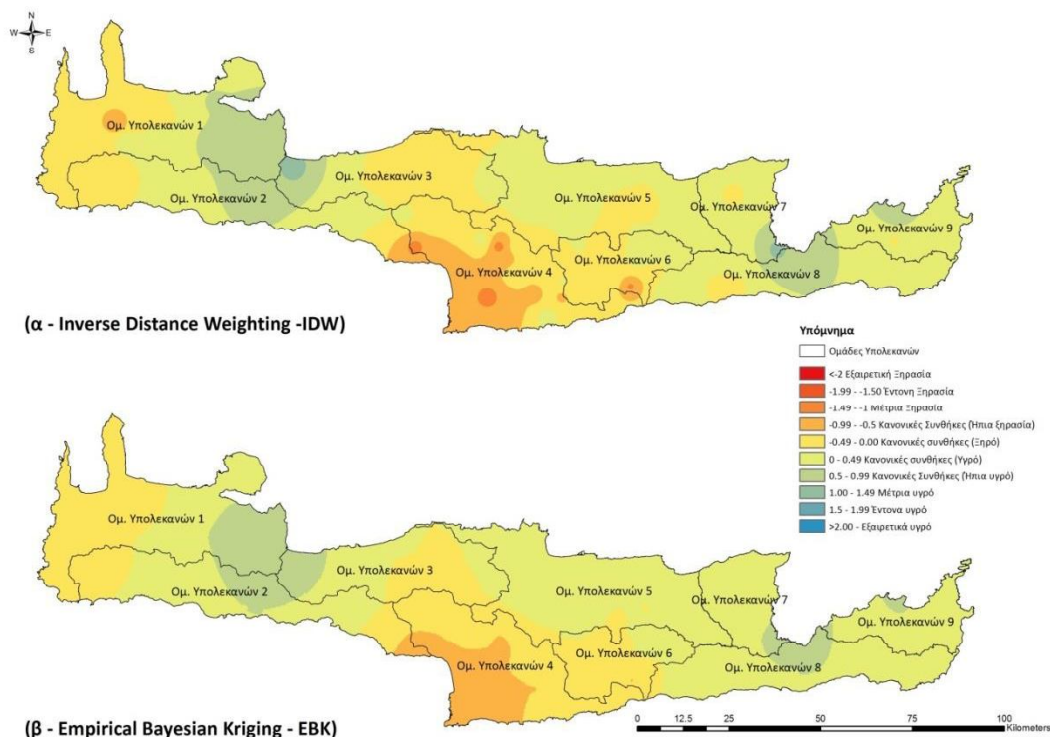 N
W E
S
Ομ. Υπολεκανών 1
Ομ. Υπολεκανών 2
Ομ. Υπολεκανών 3
Ομ. Υπολεκανών 4
Ομ. Υπολεκανών 5
Ομ. Υπολεκανών 6
Ομ. Υπολεκανών 7
Ομ. Υπολεκανών 8
Ομ. Υπολεκανών 9
(α - Inverse Distance Weighting -IDW)
Υπόμνημα
Ομάδες Υπολεκανών
<-2 Εξαιρετική Ξηρασία
-1.99 - -1.50 Έντονη Ξηρασία
-1.49 - -1 Μέτρια Ξηρασία
-0.99 - -0.5 Κανονικές Συνθήκες (Ήπια ξηρασία)
-0.49 - 0.00 Κανονικές συνθήκες (Ξηρό)
0 - 0.49 Κανονικές συνθήκες (Υγρό)
0.5 - 0.99 Κανονικές Συνθήκες (Ήπια υγρό)
1.00 - 1.49 Μέτρια υγρό
1.5 - 1.99 Έντονα υγρό
>2.00 - Εξαιρετικά υγρό
Ομ. Υπολεκανών 1
Ομ. Υπολεκανών 2
Ομ. Υπολεκανών 3
Ομ. Υπολεκανών 4
Ομ. Υπολεκανών 5
Ομ. Υπολεκανών 6
Ομ. Υπολεκανών 7
Ομ. Υπολεκανών 8
Ομ. Υπολεκανών 9
(β - Empirical Bayesian Kriging - EBK)
0 12.5 25 50 75 100
Kilometers